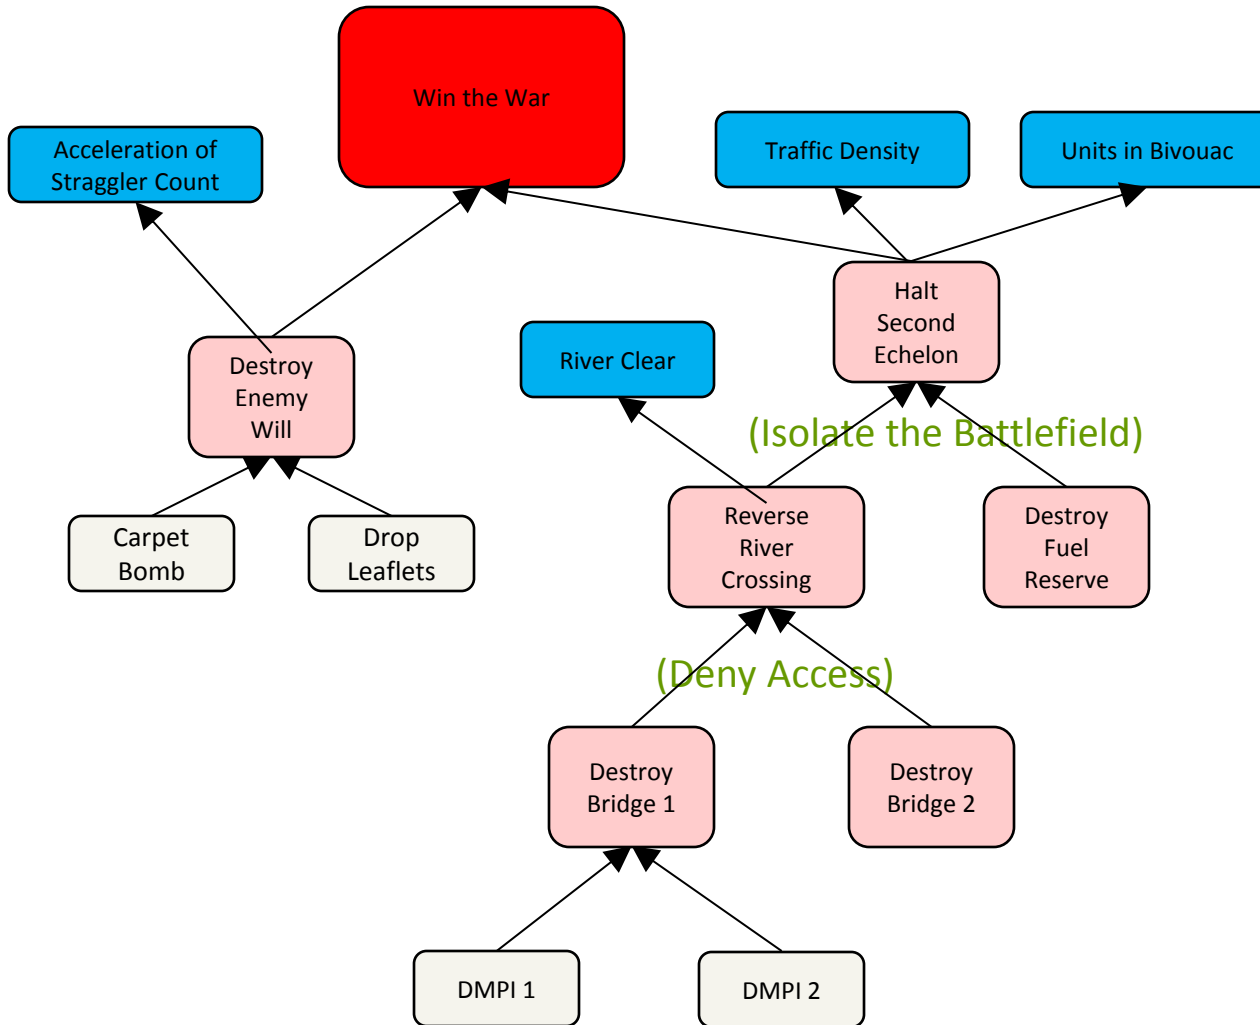 Win the War
Acceleration of
Straggler Count
Traffic Density
Units in Bivouac
Halt
Second
Echelon
River Clear
Destroy
Enemy
Will
(Isolate the Battlefield)
Carpet
Bomb
Drop
Leaflets
Reverse
River
Crossing
Destroy
Fuel
Reserve
(Deny Access)
Destroy
Bridge 1
Destroy
Bridge 2
DMPI 1
DMPI 2